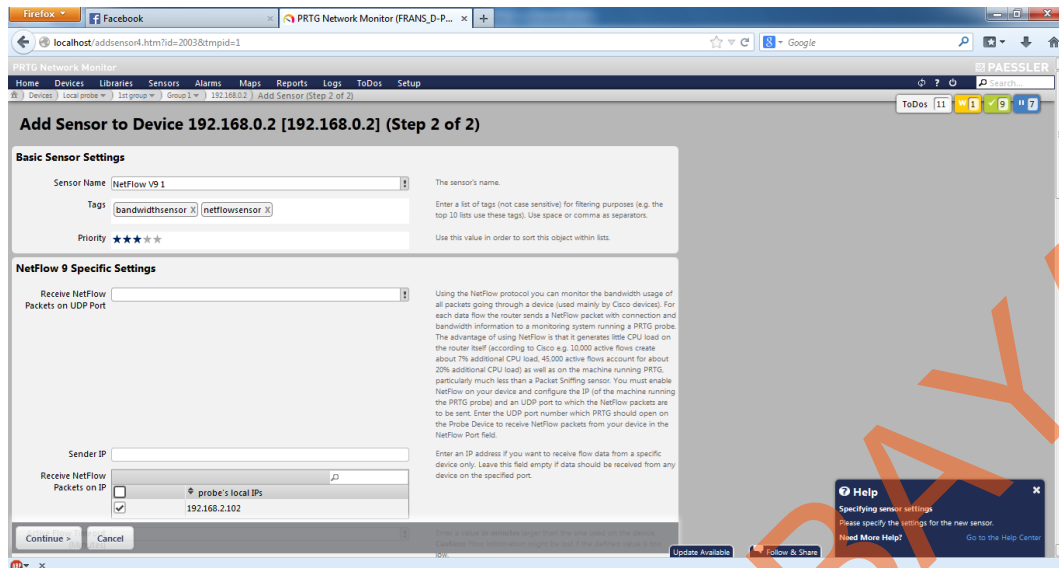 Firefox
Facebook ×
PRTG Network Monitor (FRANS_D-P... × +
localhost/addsensor4.htm?id=2003&tmpid=1
Google
PRTG Network Monitor
PAESSLER
Home Devices Libraries Sensors Alarms Maps Reports Logs ToDos Setup
Search...
Devices Local probe 1st group Group 1 192.168.0.2 Add Sensor (Step 2 of 2)
ToDos 11 W 1 9 7
Add Sensor to Device 192.168.0.2 [192.168.0.2] (Step 2 of 2)
Basic Sensor Settings
Sensor Name NetFlow V9 1
The sensor's name.
Tags bandwidthsensor X netflowsensor X
Enter a list of tags (not case sensitive) for filtering purposes (e.g. the
top 10 lists use these tags). Use space or comma as separators.
Priority ★★★★★
Use this value in order to sort this object within lists.
NetFlow 9 Specific Settings
Receive NetFlow
Packets on UDP Port
Using the NetFlow protocol you can monitor the bandwidth usage of
all packets going through a device (used mainly by Cisco devices). For
each data flow the router sends a NetFlow packet with connection and
bandwidth information to a monitoring system running a PRTG probe.
The advantage of using NetFlow is that it generates little CPU load on
the router itself (according to Cisco e.g. 10,000 active flows create
about 7% additional CPU load, 45,000 active flows account for about
20% additional CPU load) as well as on the machine running PRTG,
particularly much less than a Packet Sniffing sensor. You must enable
NetFlow on your device and configure the IP (of the machine running
the PRTG probe) and an UDP port to which the NetFlow packets are
to be sent. Enter the UDP port number which PRTG should open on
the Probe Device to receive NetFlow packets from your device in the
NetFlow Port field.
Sender IP
Enter an IP address if you want to receive flow data from a specific
device only. Leave this field empty if data should be received from any
device on the specified port.
Receive NetFlow
Packets on IP
probe's local IPs
192.168.2.102
Continue > Cancel
low.
Update Available
Follow & Share
Help ×
Specifying sensor settings
Please specify the settings for the new sensor.
Need More Help? Go to the Help Center